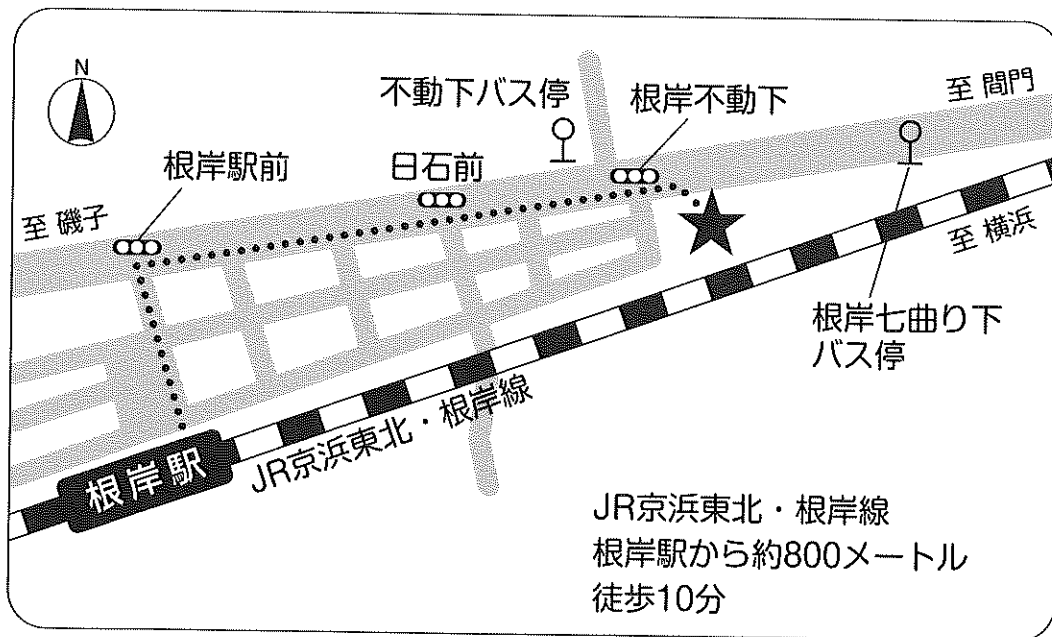 N
不動下バス停
根岸不動下
至 間門
根岸駅前
日石前
至 磯子
至 横浜
根岸七曲り下
バス停
JR京浜東北・根岸線
根岸駅
JR京浜東北・根岸線
根岸駅から約800メートル
徒歩10分